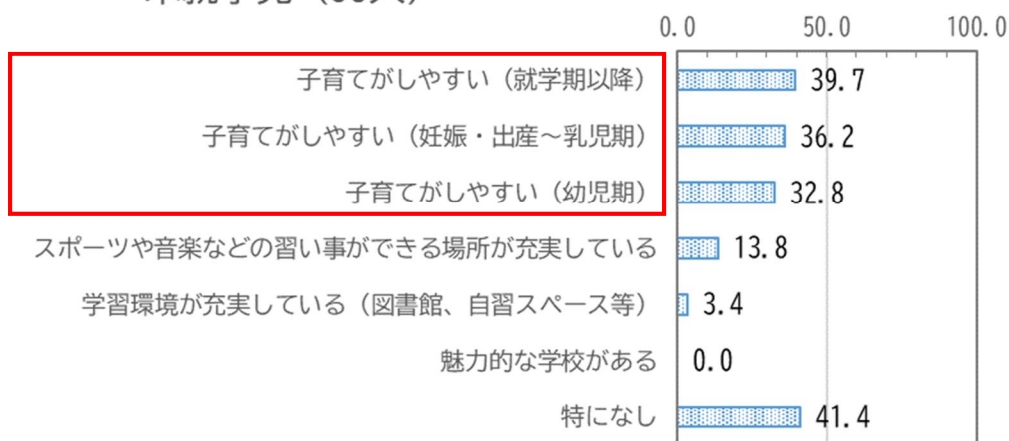 0.0 50.0 100.0
子育てがしやすい（就学期以降） 39.7
子育てがしやすい（妊娠・出産～乳児期） 36.2
子育てがしやすい（幼児期） 32.8
スポーツや音楽などの習い事ができる場所が充実している 13.8
学習環境が充実している（図書館、自習スペース等） 3.4
魅力的な学校がある 0.0
特になし 41.4